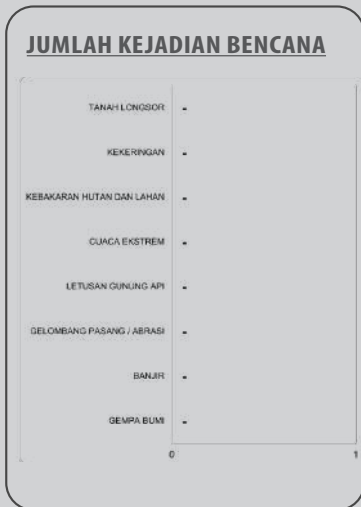 JUMLAH KEJADIAN BENCANA
TANAH LONGSOR -
KEKERINGAN -
KEBAKARAN HUTAN DAN LAHAN -
CUACA EKSTREM -
LETUSAN GUNUNG API -
GELOMBANG PASANG / ABRASI -
BANJIR -
GEMPA BUMI -
0 1